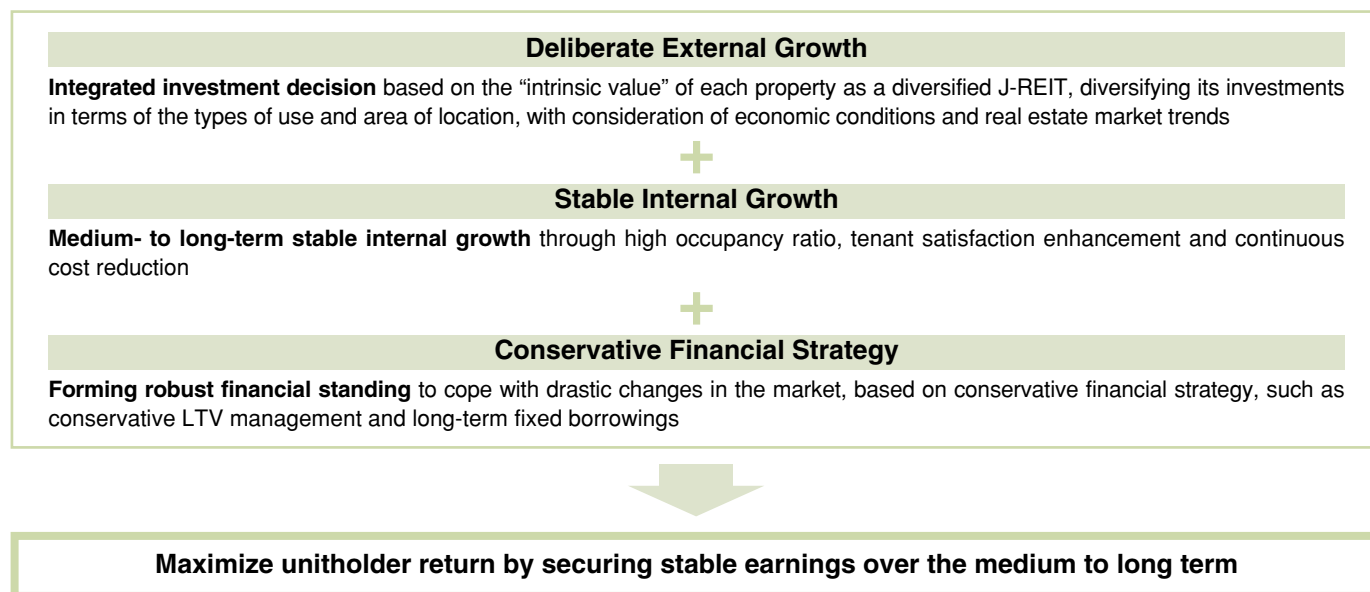 Deliberate External Growth
Integrated investment decision based on the “intrinsic value” of each property as a diversified J-REIT, diversifying its investments
in terms of the types of use and area of location, with consideration of economic conditions and real estate market trends
+
Stable Internal Growth
Medium- to long-term stable internal growth through high occupancy ratio, tenant satisfaction enhancement and continuous
cost reduction
+
Conservative Financial Strategy
Forming robust financial standing to cope with drastic changes in the market, based on conservative financial strategy, such as
conservative LTV management and long-term fixed borrowings
Maximize unitholder return by securing stable earnings over the medium to long term